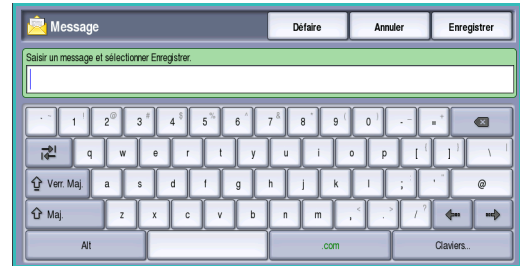 Message Défaire Annuler Enregistrer
Saisir un message et sélectionner Enregistrer.
` ~ 1 ! 2 @ 3 # 4 $ 5 % 6 ^ 7 & 8 * 9 ( 0 ) - _ = +
q w e r t y u i o p [ { ] } \ |
Verr. Maj. a s d f g h j k l ; : ' " @
Maj. z x c v b n m , < . > / ?
Alt .com Claviers...